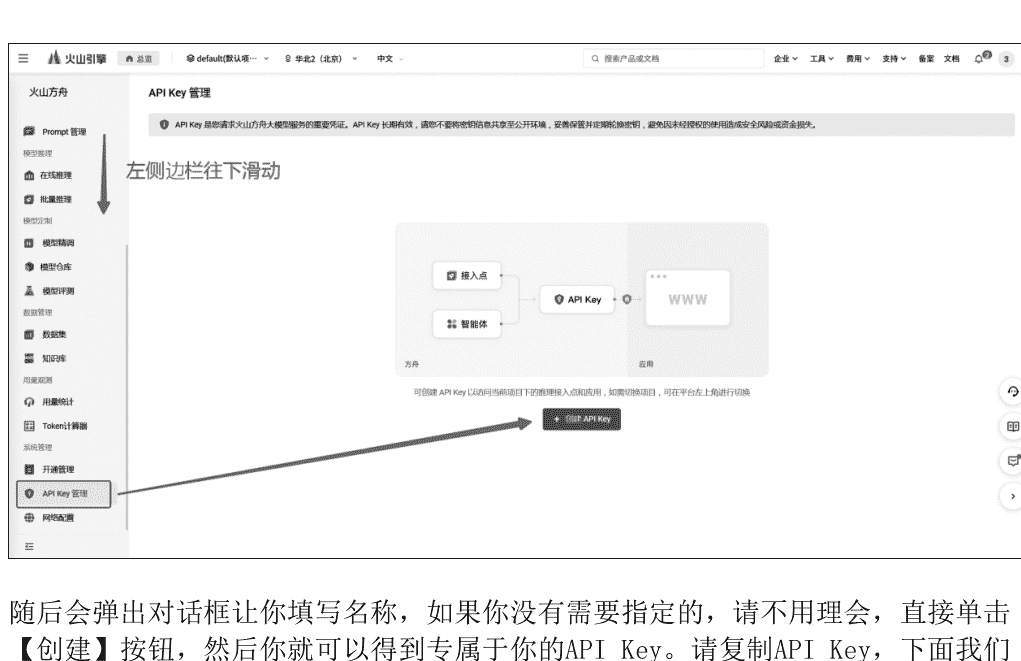 火山引擎 总览 default(默认项… 华北2（北京） 中文 搜索产品或文档 企业 工具 费用 支持 备案 文档 2 3
火山方舟
API Key 管理
API Key 是您请求火山方舟大模型服务的重要凭证。API Key 长期有效，请您不要将密钥信息共享至公开环境，妥善保管并定期轮换密钥，避免因未经授权的使用造成安全风险或资金损失。
Prompt 管理
模型推理
在线推理
批量推理
左侧边栏往下滑动
模型定制
模型精调
模型仓库
模型评测
数据管理
数据集
知识库
用量观测
用量统计
Token计算器
系统管理
开通管理
API Key 管理
网络配置
接入点
智能体
API Key
WWW
方舟
应用
可创建 API Key 以访问当前项目下的推理接入点和应用，如需切换项目，可在平台左上角进行切换
+ 创建 API Key
随后会弹出对话框让你填写名称，如果你没有需要指定的，请不用理会，直接单击
【创建】按钮，然后你就可以得到专属于你的API Key。请复制API Key，下面我们